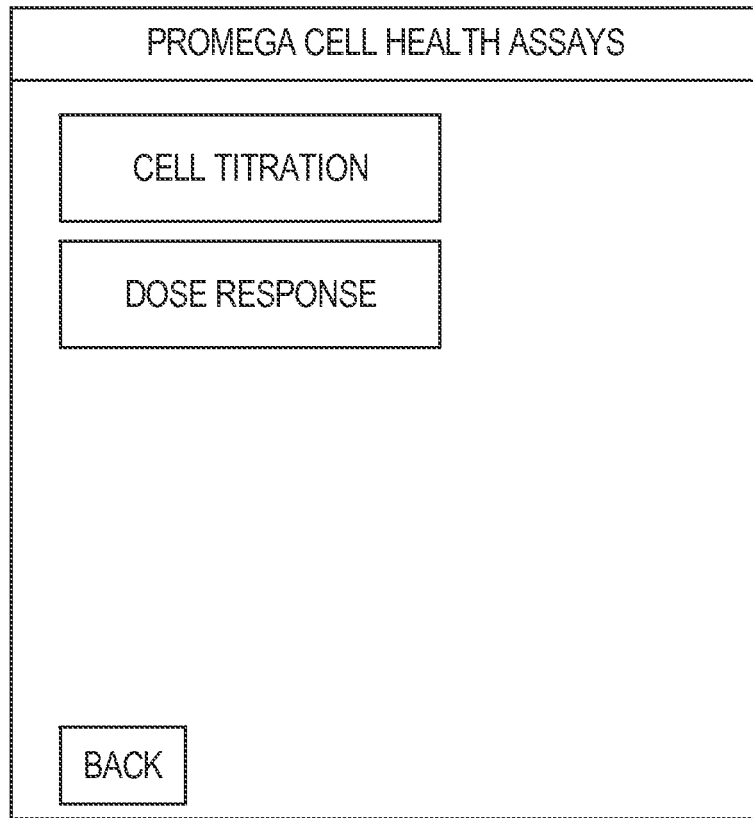 PROMEGA CELL HEALTH ASSAYS
CELL TITRATION
DOSE RESPONSE
BACK